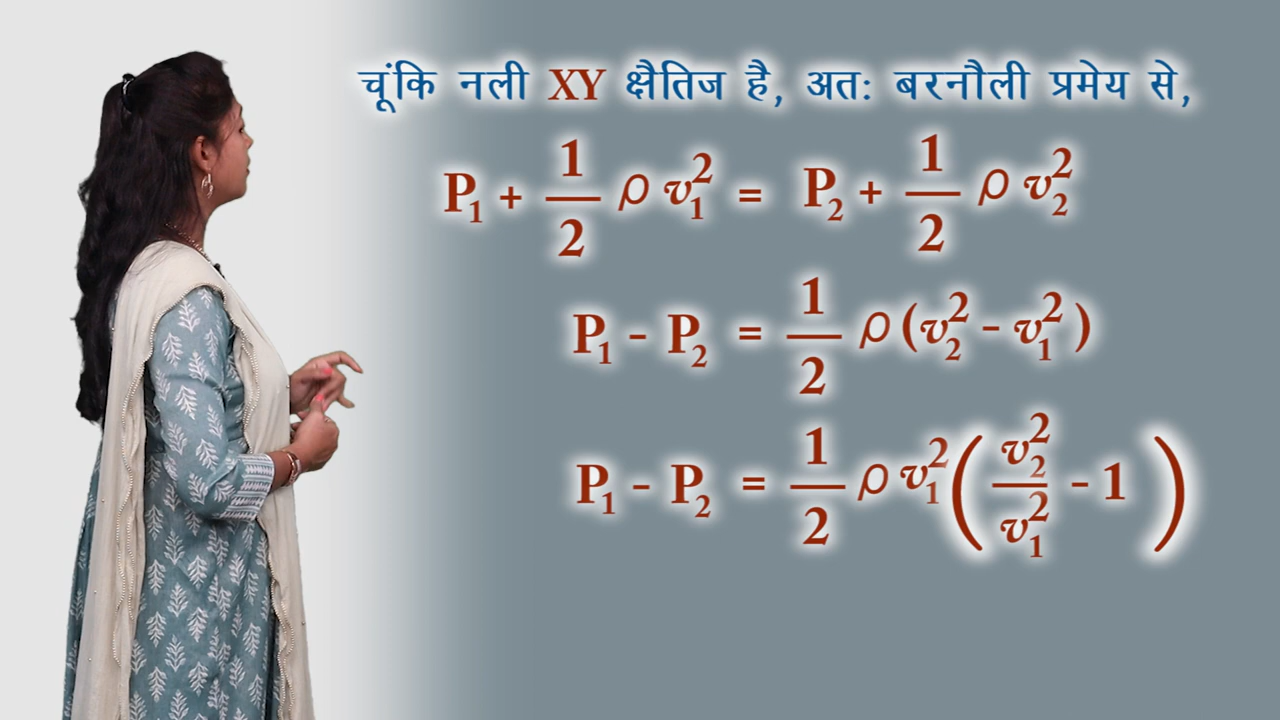 चूंकि नली XY क्षैतिज है, अतः बरनौली प्रमेय से,
P₁ + 1/2 ρ v₁² = P₂ + 1/2 ρ v₂²
P₁ - P₂ = 1/2 ρ (v₂² - v₁²)
P₁ - P₂ = 1/2 ρ v₁² (v₂²/v₁² - 1)